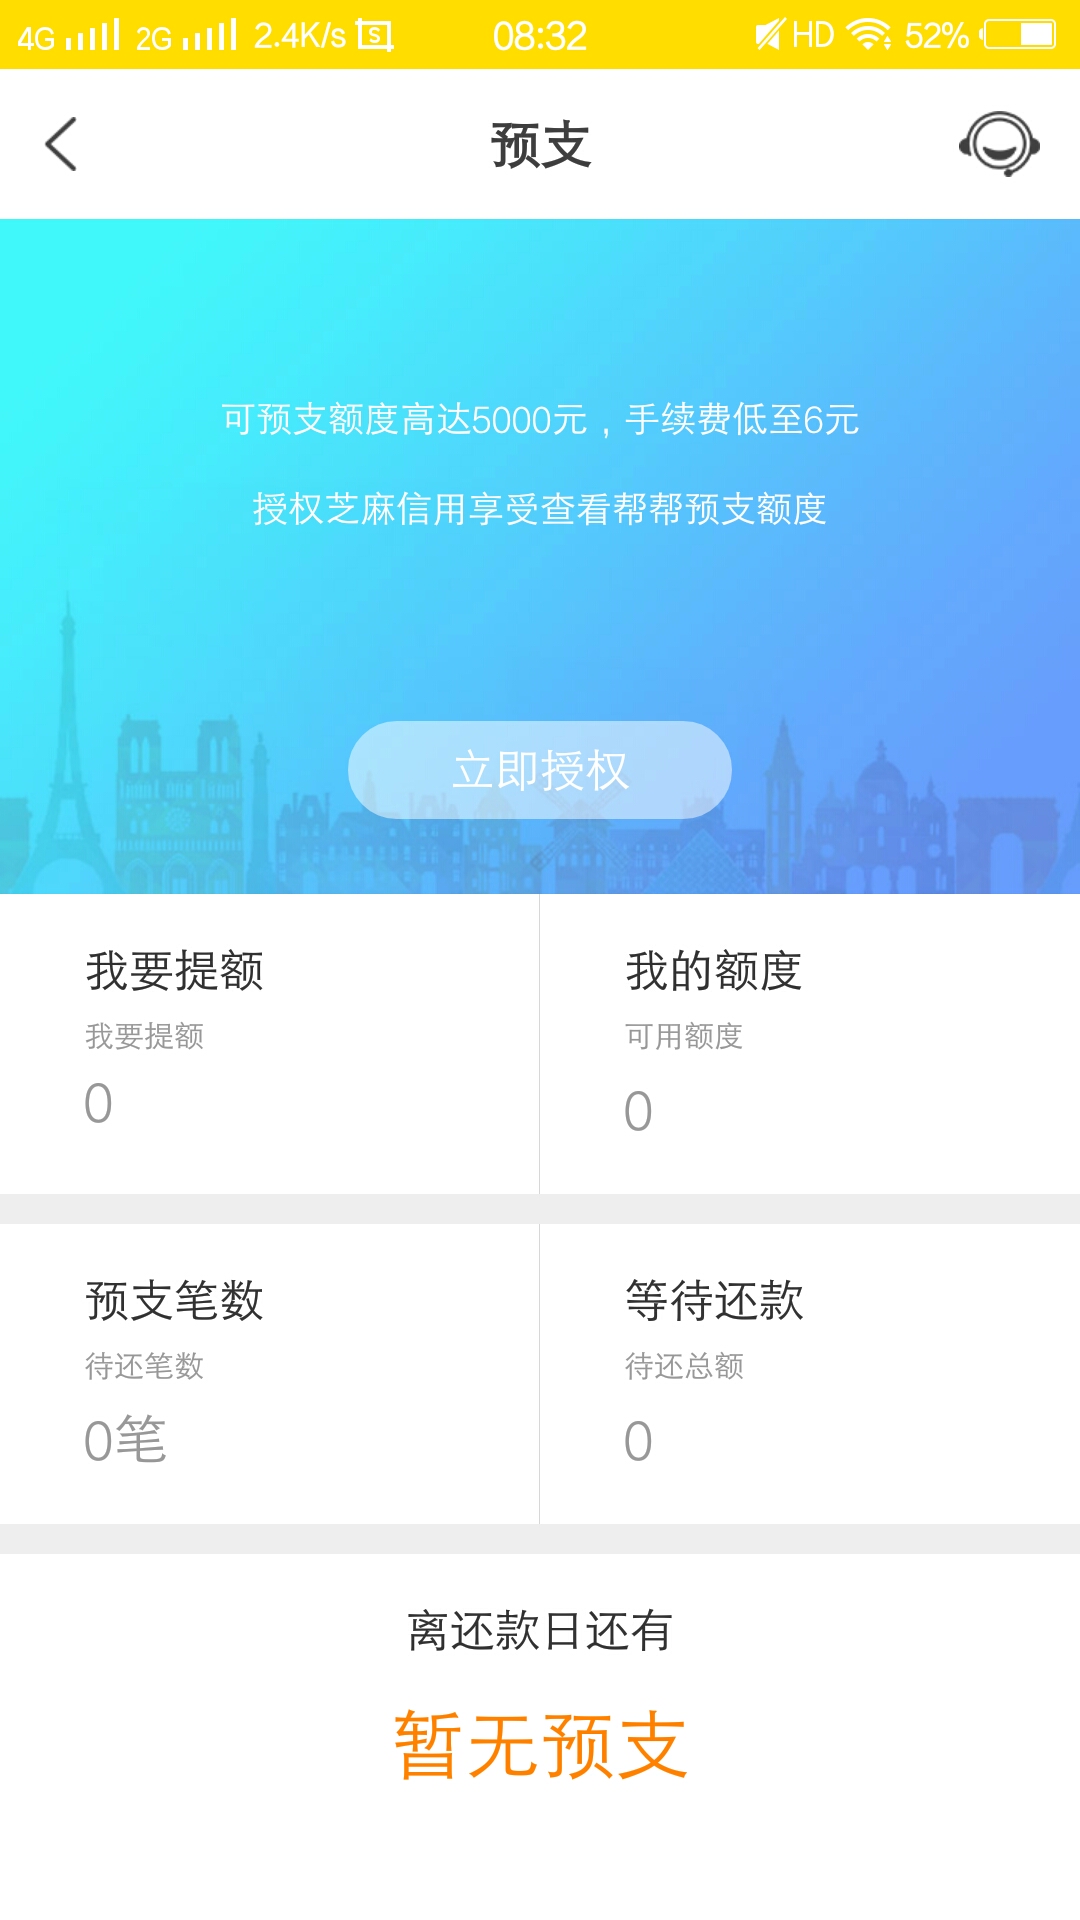 4G 2G 2.4K/s S 08:32 HD 52%
预支
可预支额度高达5000元，手续费低至6元
授权芝麻信用享受查看帮帮预支额度
立即授权
我要提额 我的额度
我要提额 可用额度
0 0
预支笔数 等待还款
待还笔数 待还总额
0笔 0
离还款日还有
暂无预支